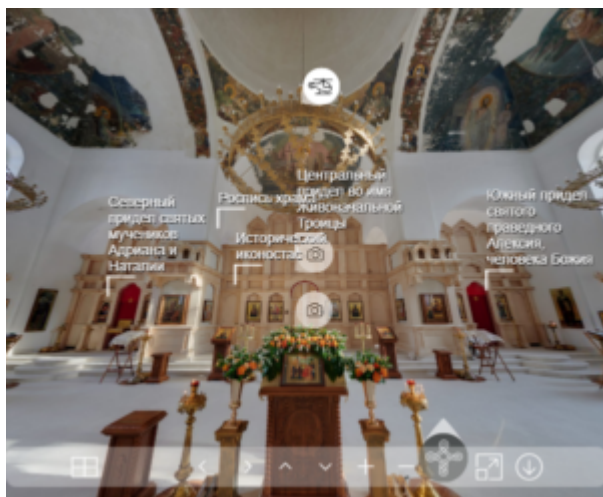 Северный
придел святых
мучеников
Адриана и
Наталии
Роспись храма
Исторический
иконостас
Центральный
придел во имя
Живоначальной
Троицы
Южный придел
святого
праведного
Алексия,
человека Божия